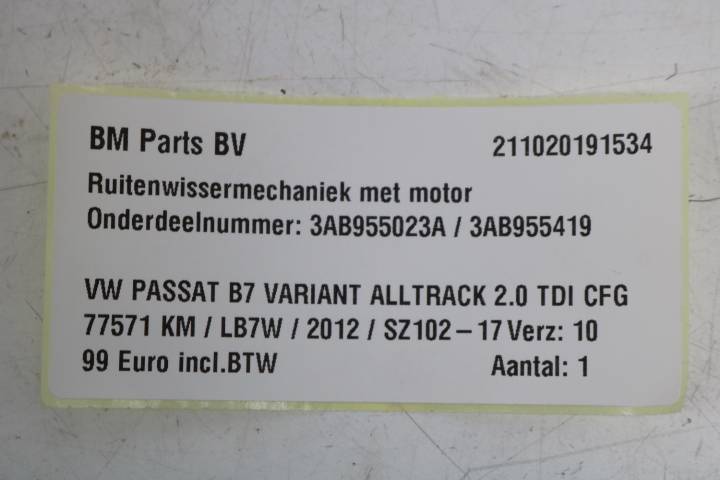 BM Parts BV 211020191534
Ruitenwissermechaniek met motor
Onderdeelnummer: 3AB955023A / 3AB955419
VW PASSAT B7 VARIANT ALLTRACK 2.0 TDI CFG
77571 KM / LB7W / 2012 / SZ102-17 Verz: 10
99 Euro incl.BTW Aantal: 1